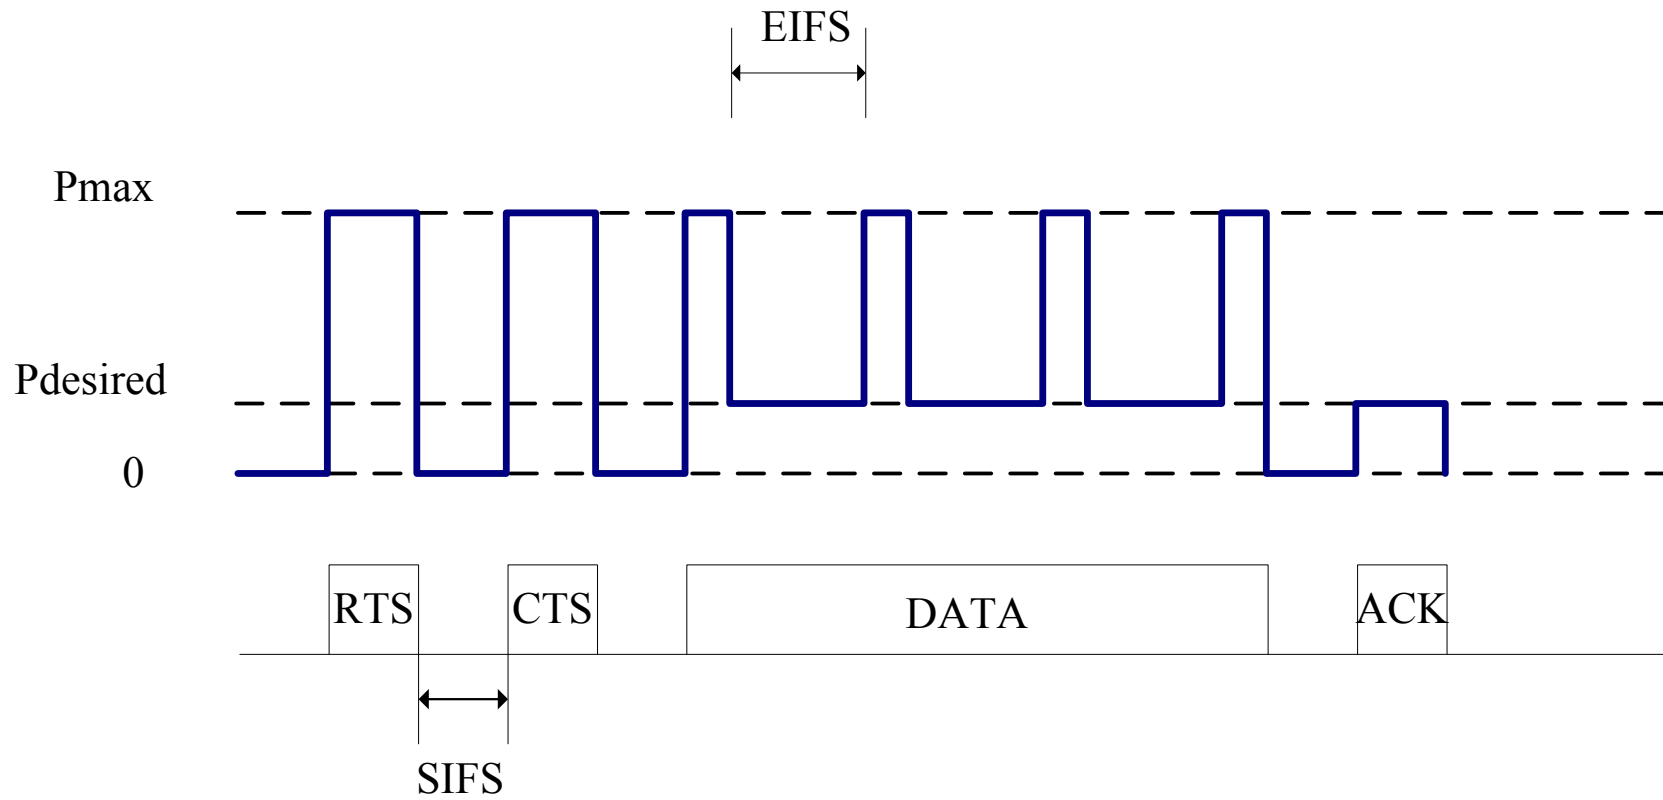 EIFS
Pmax
Pdesired
0
RTS
CTS
DATA
ACK
SIFS